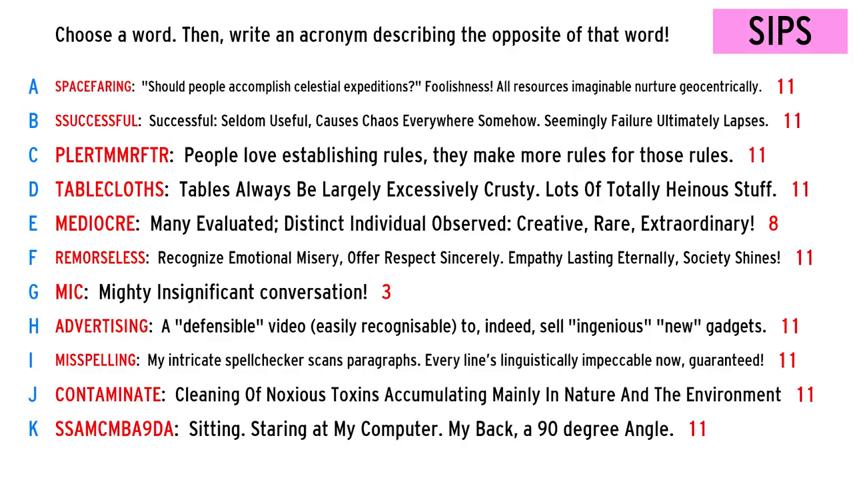 Choose a word. Then, write an acronym describing the opposite of that word!
SIPS
A SPACEFARING: "Should people accomplish celestial expeditions?" Foolishness! All resources imaginable nurture geocentrically. 11
B SSUCCESSFUL: Successful: Seldom Useful, Causes Chaos Everywhere Somehow. Seemingly Failure Ultimately Lapses. 11
C PLERTMMRFTR: People love establishing rules, they make more rules for those rules. 11
D TABLECLOTHS: Tables Always Be Largely Excessively Crusty. Lots Of Totally Heinous Stuff. 11
E MEDIOCRE: Many Evaluated; Distinct Individual Observed: Creative, Rare, Extraordinary! 8
F REMORSELESS: Recognize Emotional Misery, Offer Respect Sincerely. Empathy Lasting Eternally, Society Shines! 11
G MIC: Mighty Insignificant conversation! 3
H ADVERTISING: A "defensible" video (easily recognisable) to, indeed, sell "ingenious" "new" gadgets. 11
I MISSPELLING: My intricate spellchecker scans paragraphs. Every line's linguistically impeccable now, guaranteed! 11
J CONTAMINATE: Cleaning Of Noxious Toxins Accumulating Mainly In Nature And The Environment 11
K SSAMCMBA9DA: Sitting. Staring at My Computer. My Back, a 90 degree Angle. 11